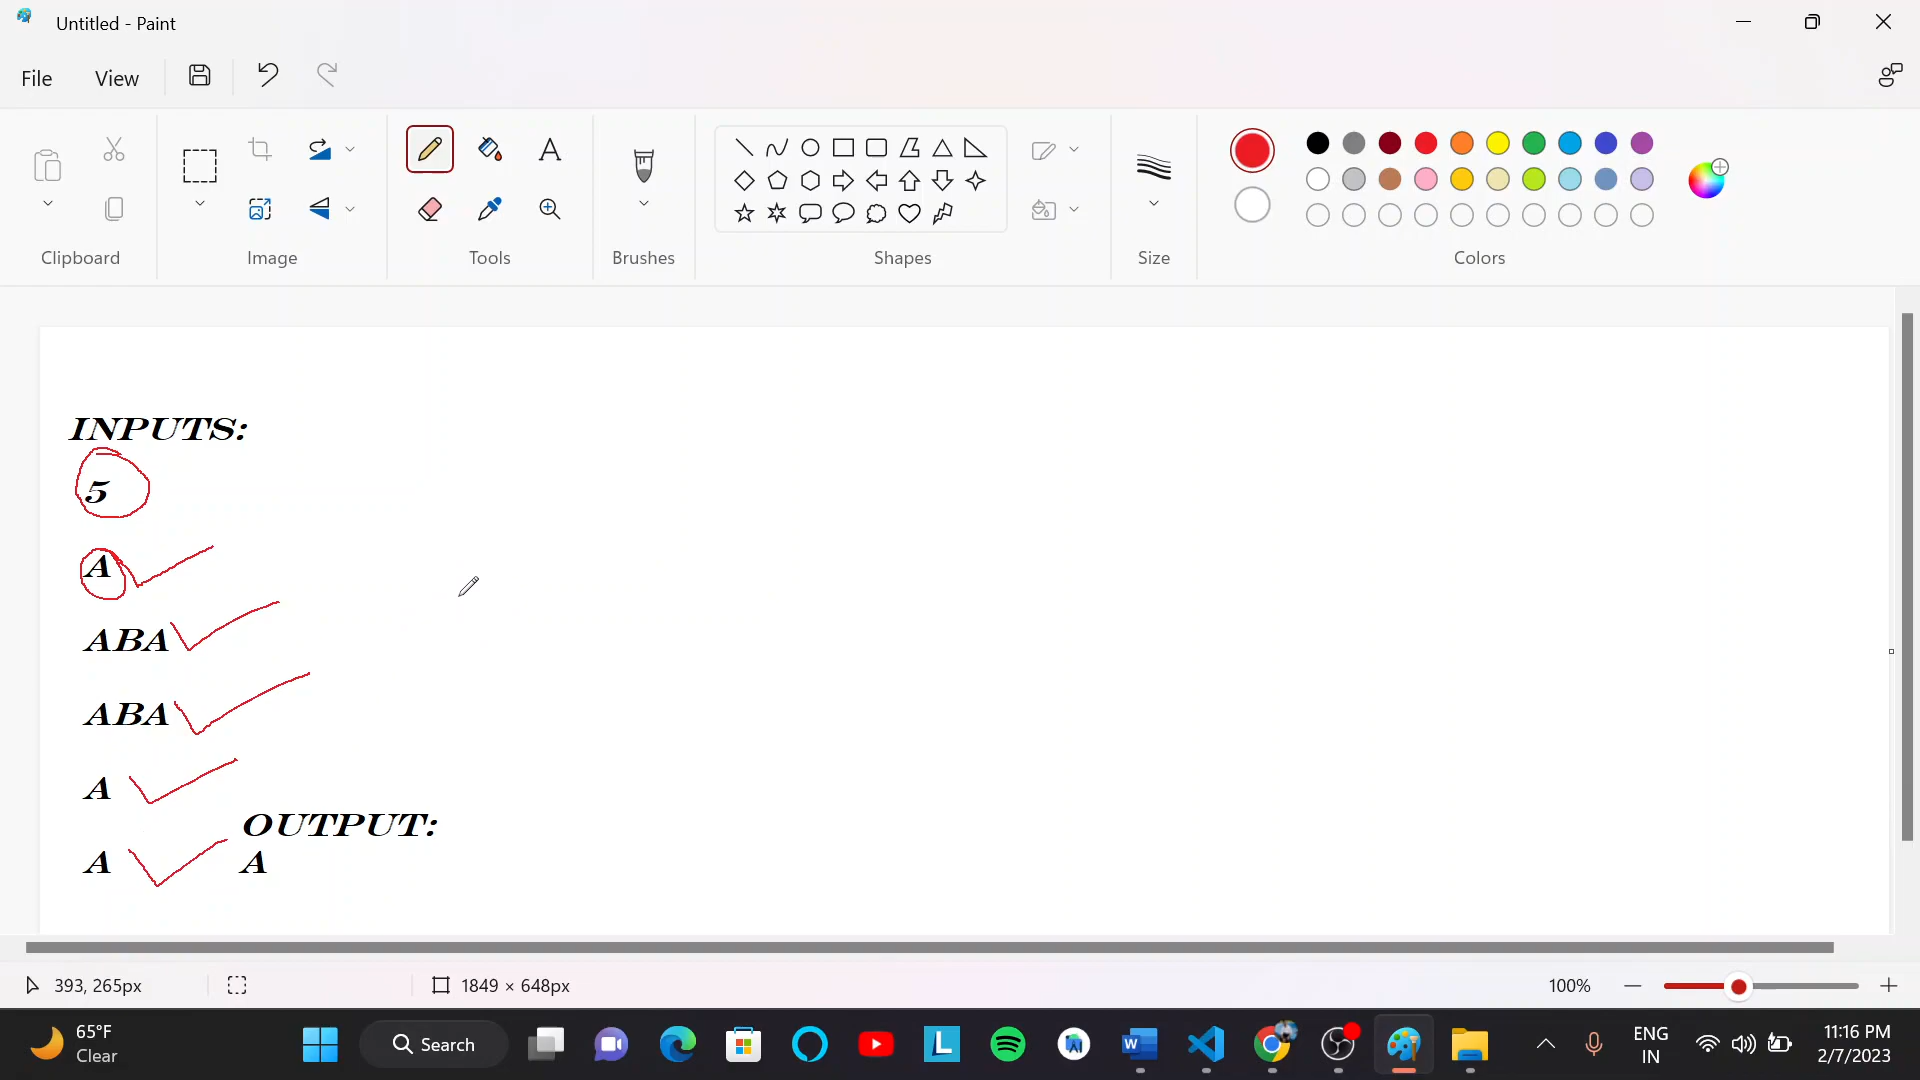 Untitled - Paint
File View
Clipboard
Image
Tools
Brushes
Shapes
Size
Colors
INPUTS:
5
A
ABA
ABA
A
OUTPUT:
A A
393, 265px
1849 × 648px
100%
65°F
Clear
Search
ENG
IN
11:16 PM
2/7/2023